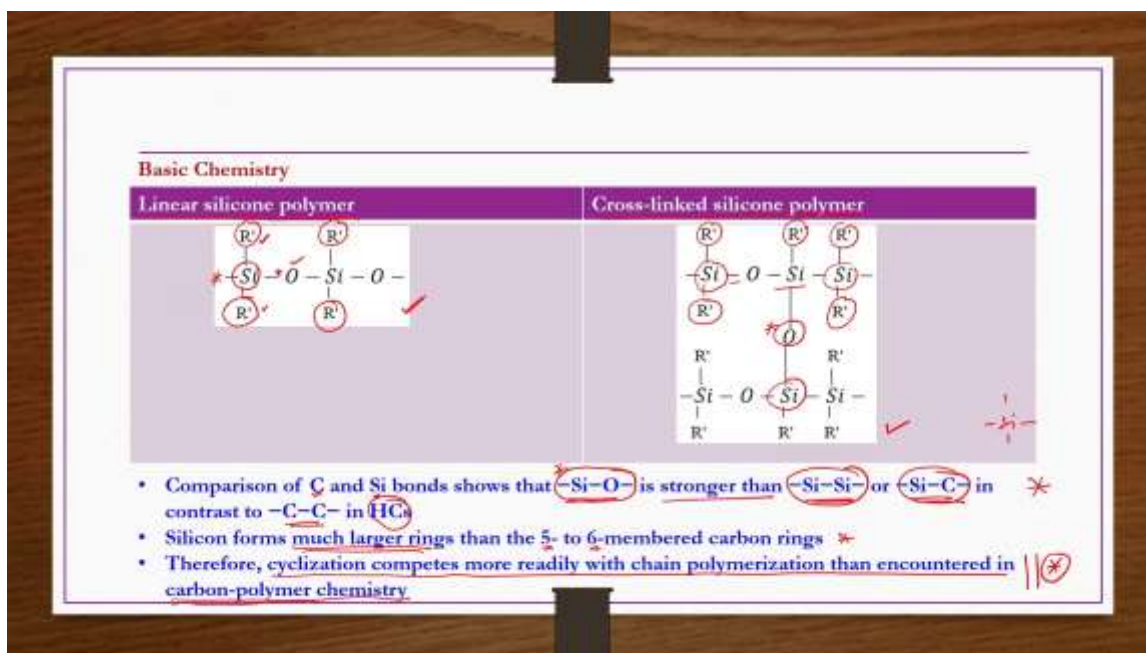 Basic Chemistry
Linear silicone polymer Cross-linked silicone polymer
R' R'
-Si - O - Si - O -
R' R'
R' R' R'
-Si - O - Si - Si -
R' R'
O
R' R'
-Si - O - Si - Si -
R' R' R'
-Si-
• Comparison of C and Si bonds shows that -Si-O- is stronger than -Si-Si- or -Si-C- in
contrast to -C-C- in HCs
• Silicon forms much larger rings than the 5- to 6-membered carbon rings
• Therefore, cyclization competes more readily with chain polymerization than encountered in
carbon-polymer chemistry